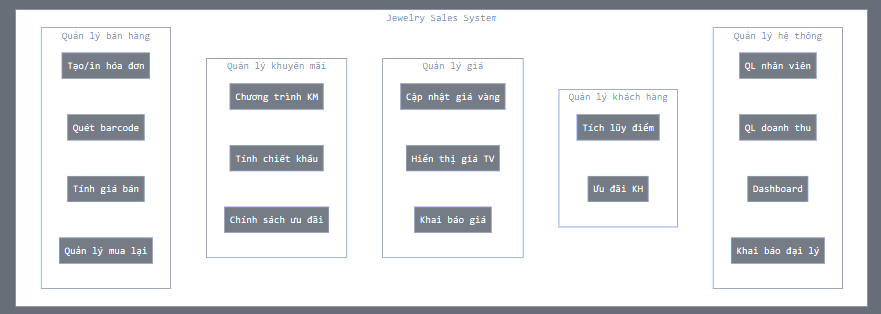 Jewelry Sales System
Quản lý bán hàng
Tạo/in hóa đơn
Quét barcode
Tính giá bán
Quản lý mua lại
Quản lý khuyến mãi
Chương trình KM
Tính chiết khấu
Chính sách ưu đãi
Quản lý giá
Cập nhật giá vàng
Hiển thị giá TV
Khai báo giá
Quản lý khách hàng
Tích lũy điểm
Ưu đãi KH
Quản lý hệ thống
QL nhân viên
QL doanh thu
Dashboard
Khai báo đại lý